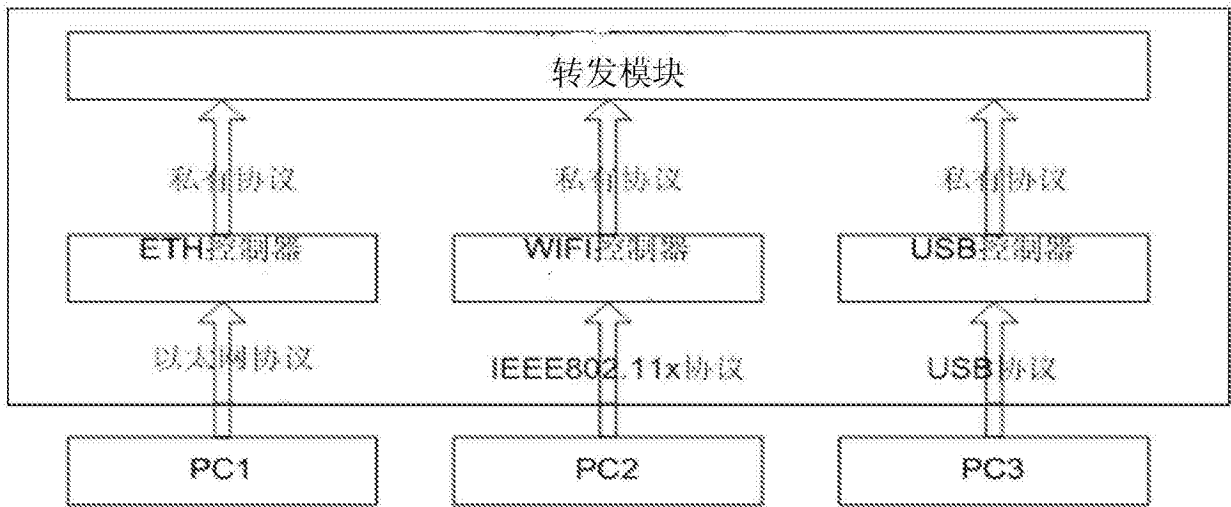 转发模块
私有协议 私有协议 私有协议
ETH控制器 WIFI控制器 USB控制器
以太网协议 IEEE802.11x协议 USB协议
PC1 PC2 PC3